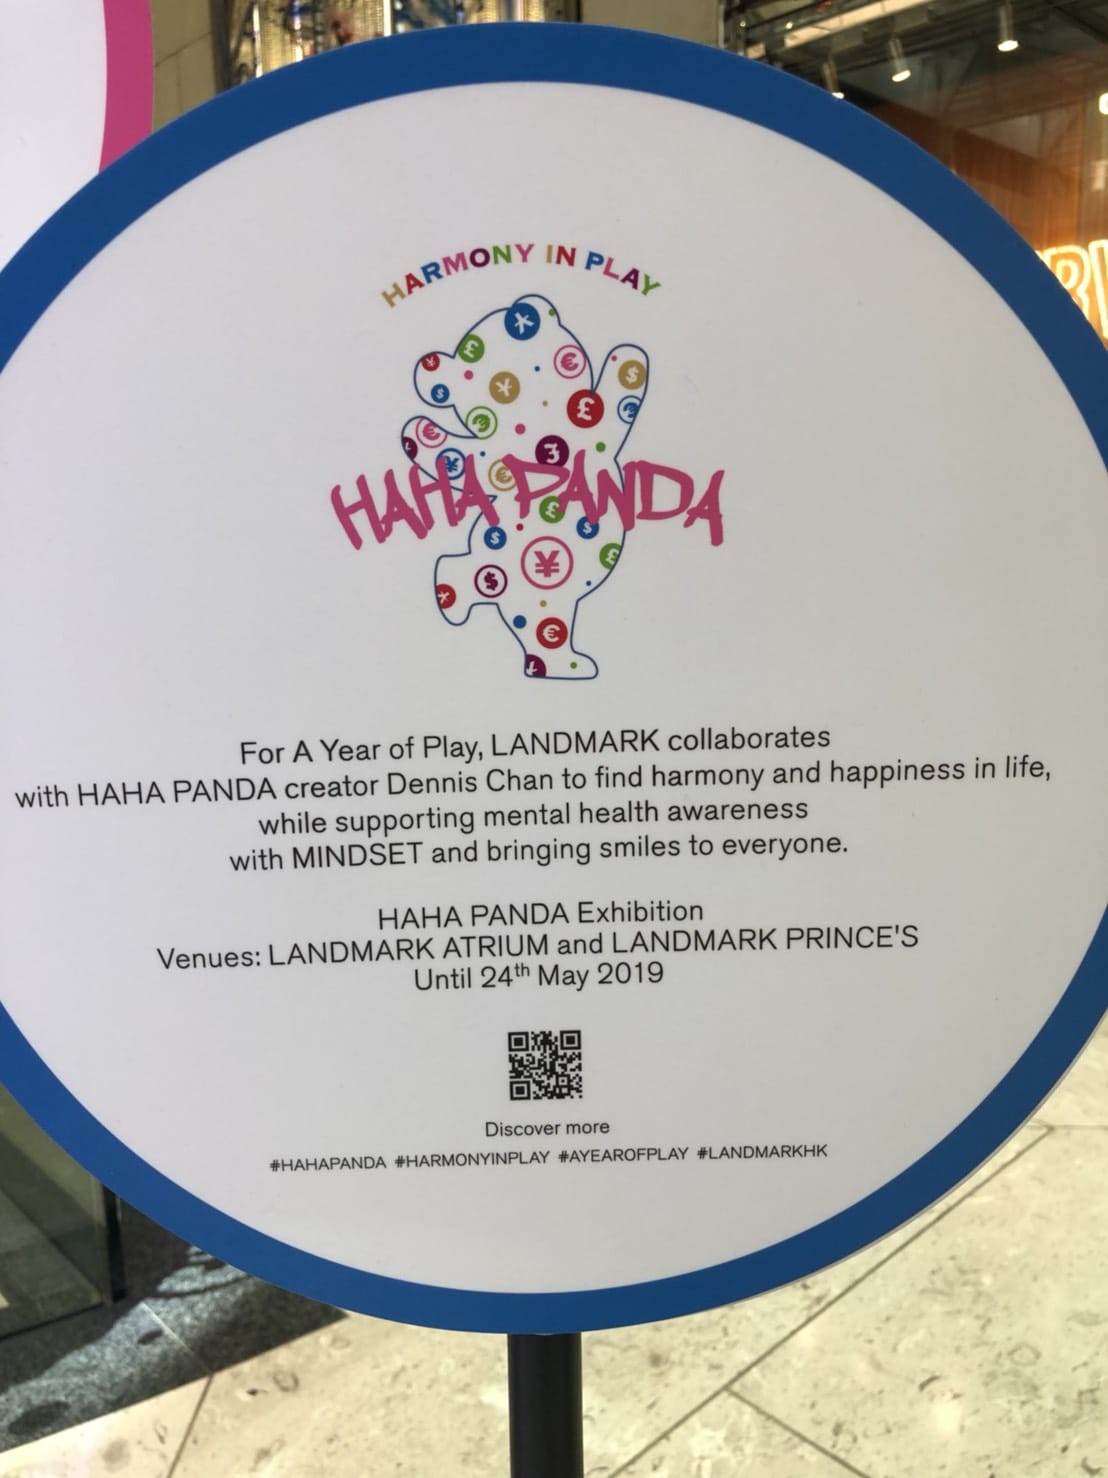 HARMONY IN PLAY
HAHA PANDA
For A Year of Play, LANDMARK collaborates
with HAHA PANDA creator Dennis Chan to find harmony and happiness in life,
while supporting mental health awareness
with MINDSET and bringing smiles to everyone.
HAHA PANDA Exhibition
Venues: LANDMARK ATRIUM and LANDMARK PRINCE'S
Until 24th May 2019
Discover more
#HAHAPANDA #HARMONYINPLAY #AYEAROFPLAY #LANDMARKHK